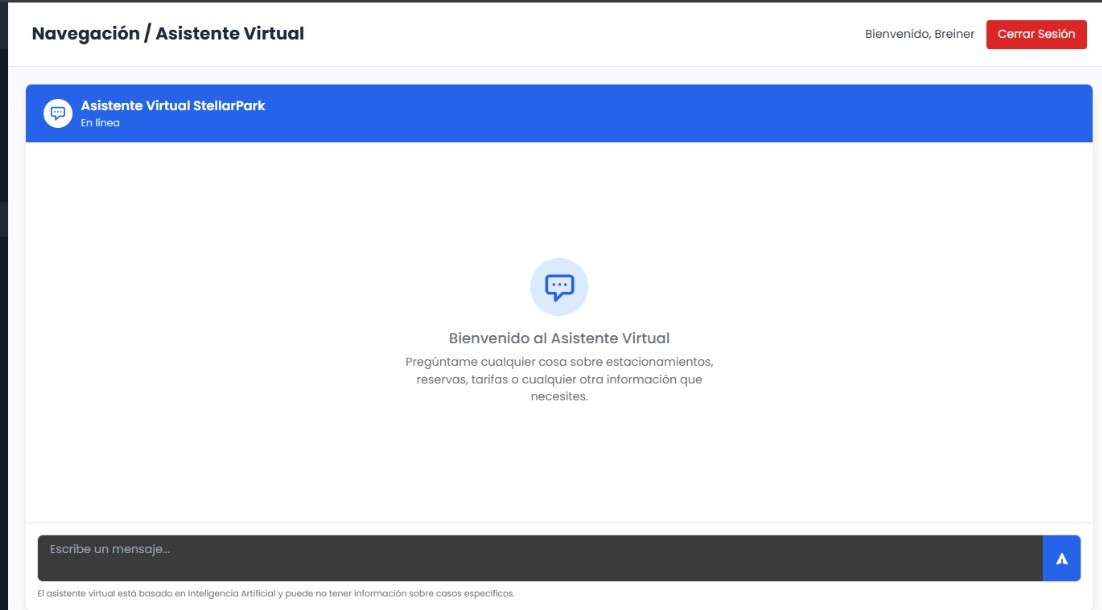 Navegación / Asistente Virtual
Bienvenido, Breiner
Cerrar Sesión
Asistente Virtual StellarPark
En línea
Bienvenido al Asistente Virtual
Pregúntame cualquier cosa sobre estacionamientos,
reservas, tarifas o cualquier otra información que
necesites.
Escribe un mensaje...
El asistente virtual está basado en Inteligencia Artificial y puede no tener información sobre casos específicos.